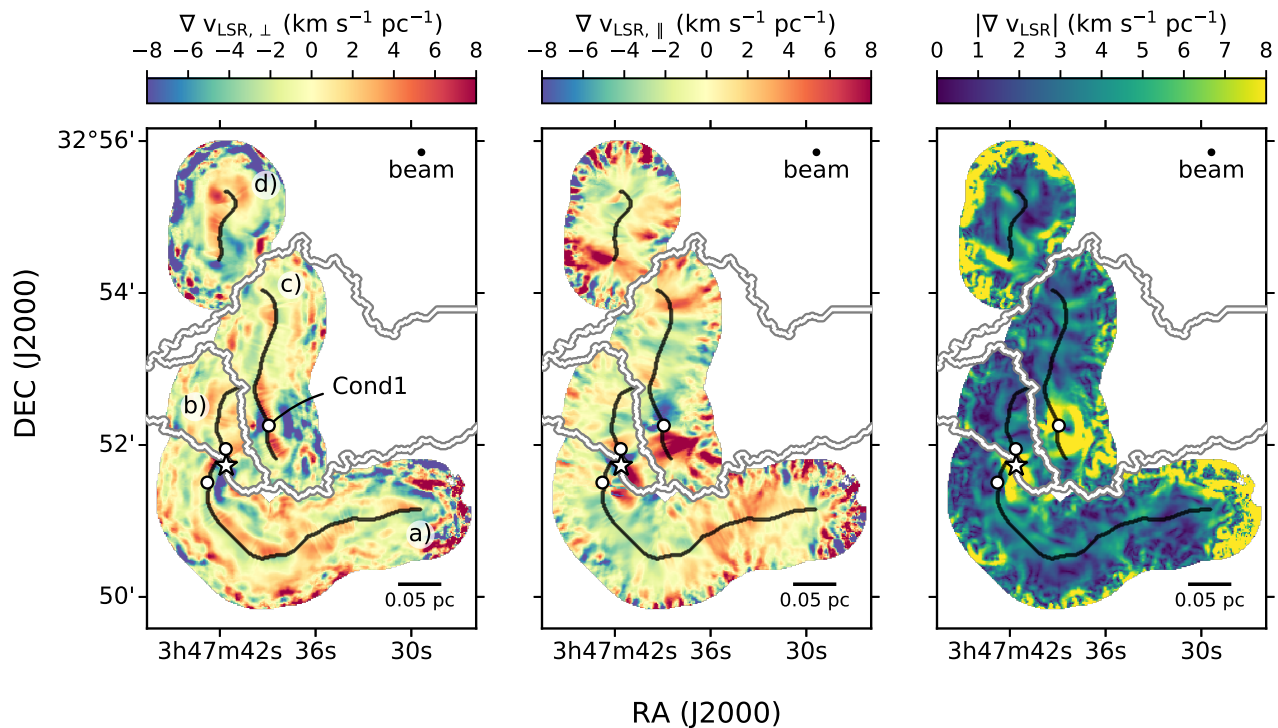 ∇ v_LSR, ⊥ (km s⁻¹ pc⁻¹)
−8 −6 −4 −2 0 2 4 6 8
∇ v_LSR, ∥ (km s⁻¹ pc⁻¹)
−8 −6 −4 −2 0 2 4 6 8
|∇ v_LSR| (km s⁻¹ pc⁻¹)
0 1 2 3 4 5 6 7 8
DEC (J2000)
32°56'
54'
52'
50'
beam
d)
c)
Cond1
b)
a)
0.05 pc
3h47m42s 36s 30s
beam
0.05 pc
3h47m42s 36s 30s
beam
0.05 pc
3h47m42s 36s 30s
RA (J2000)